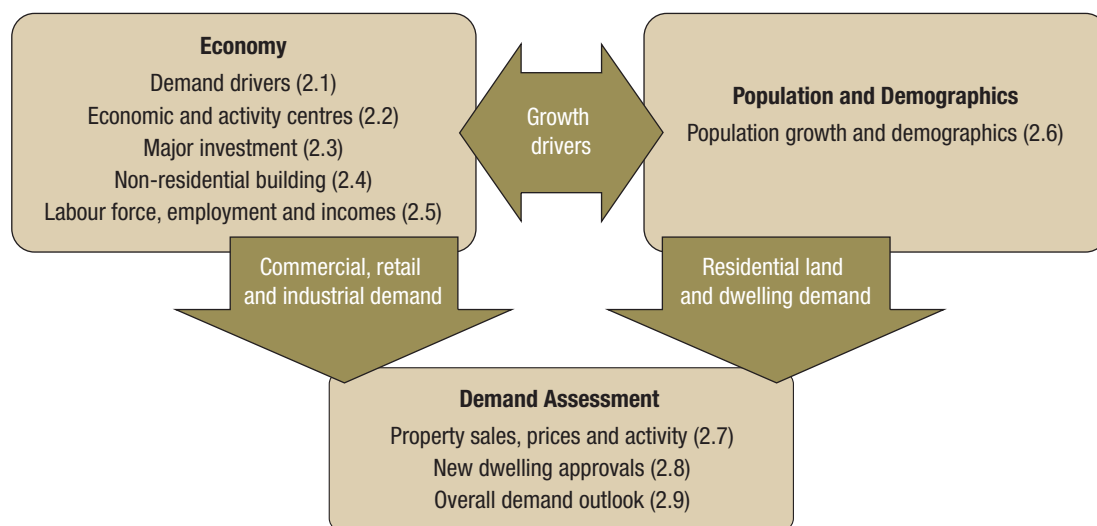 Economy
Demand drivers (2.1)
Economic and activity centres (2.2)
Major investment (2.3)
Non-residential building (2.4)
Labour force, employment and incomes (2.5)
Growth
drivers
Population and Demographics
Population growth and demographics (2.6)
Commercial, retail
and industrial demand
Residential land
and dwelling demand
Demand Assessment
Property sales, prices and activity (2.7)
New dwelling approvals (2.8)
Overall demand outlook (2.9)